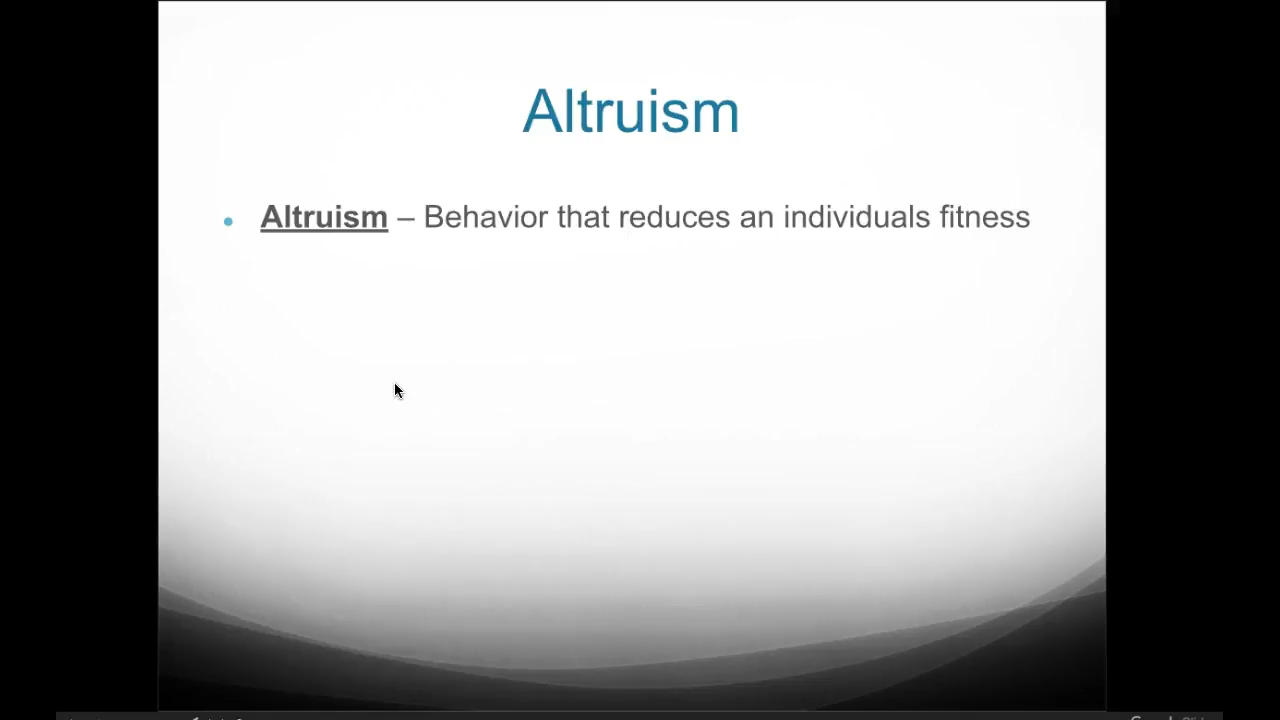 Altruism
• Altruism – Behavior that reduces an individuals fitness